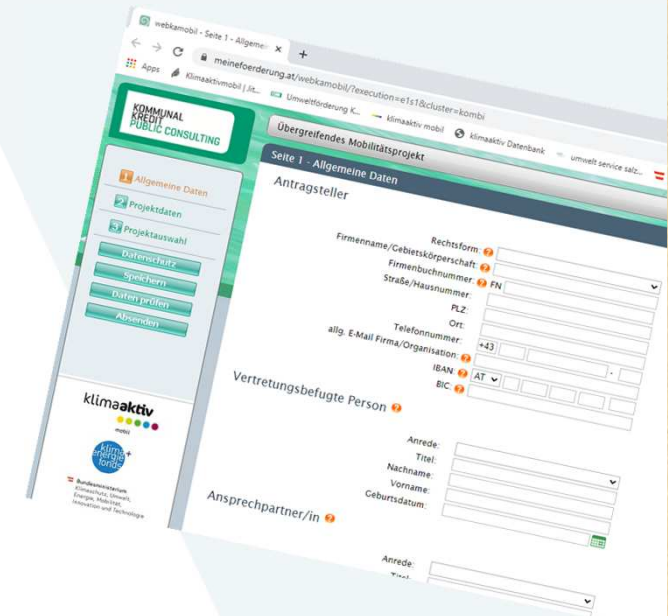 webkamobil - Seite 1 - Allgeme
meinefoerderung.at/webkamobil/?execution=e1s1&cluster=kombi
Apps
Klimaaktivmobil | lit...
Umweltförderung K...
klimaaktiv mobil
klimaaktiv Datenbank
umwelt service salz...
KOMMUNAL
KREDIT
PUBLIC CONSULTING
1 Allgemeine Daten
2 Projektdaten
3 Projektauswahl
Datenschutz
Speichern
Daten prüfen
Absenden
klimaaktiv
mobil
klima+
energie
fonds
Bundesministerium
Klimaschutz, Umwelt,
Energie, Mobilität,
Innovation und Technologie
Übergreifendes Mobilitätsprojekt
Seite 1 - Allgemeine Daten
Antragsteller
Rechtsform:
Firmenname/Gebietskörperschaft:
Firmenbuchnummer: FN
Straße/Hausnummer:
PLZ:
Ort:
Telefonnummer: +43 -
allg. E-Mail Firma/Organisation:
IBAN: AT
BIC:
Vertretungsbefugte Person
Anrede:
Titel:
Nachname:
Vorname:
Geburtsdatum:
Ansprechpartner/in
Anrede:
Titel: